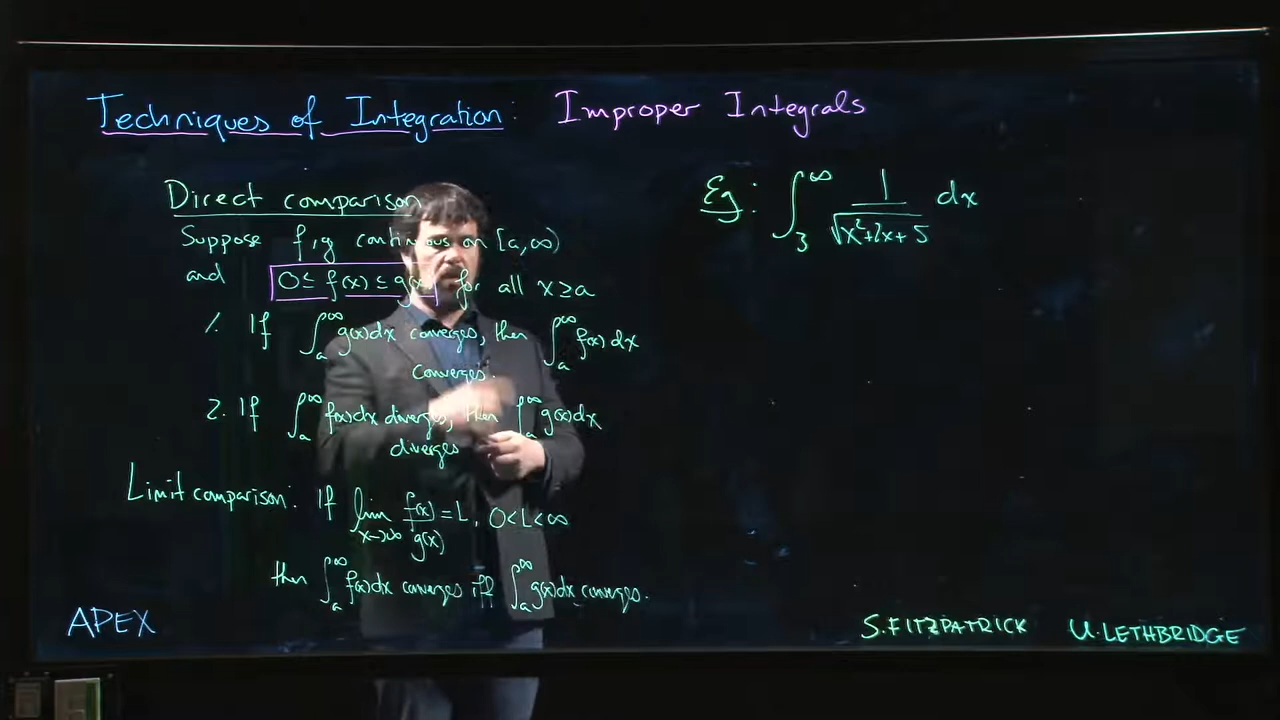 Techniques of Integration: Improper Integrals
Direct comparison
Suppose f,g continuous on [a,∞)
and 0≤ f(x) ≤ g(x) for all x≥a
1. If ∫_a^∞ g(x)dx converges, then ∫_a^∞ f(x) dx
converges.
2. If ∫_a^∞ f(x)dx diverges, then ∫_a^∞ g(x)dx
diverges
Limit comparison: If lim_{x→∞} f(x)/g(x) = L, 0<L<∞
then ∫_a^∞ f(x)dx converges iff ∫_a^∞ g(x)dx converges.
Eg: ∫_3^∞ 1/√(x²+2x+5) dx
APEX
S.FITZPATRICK U.LETHBRIDGE